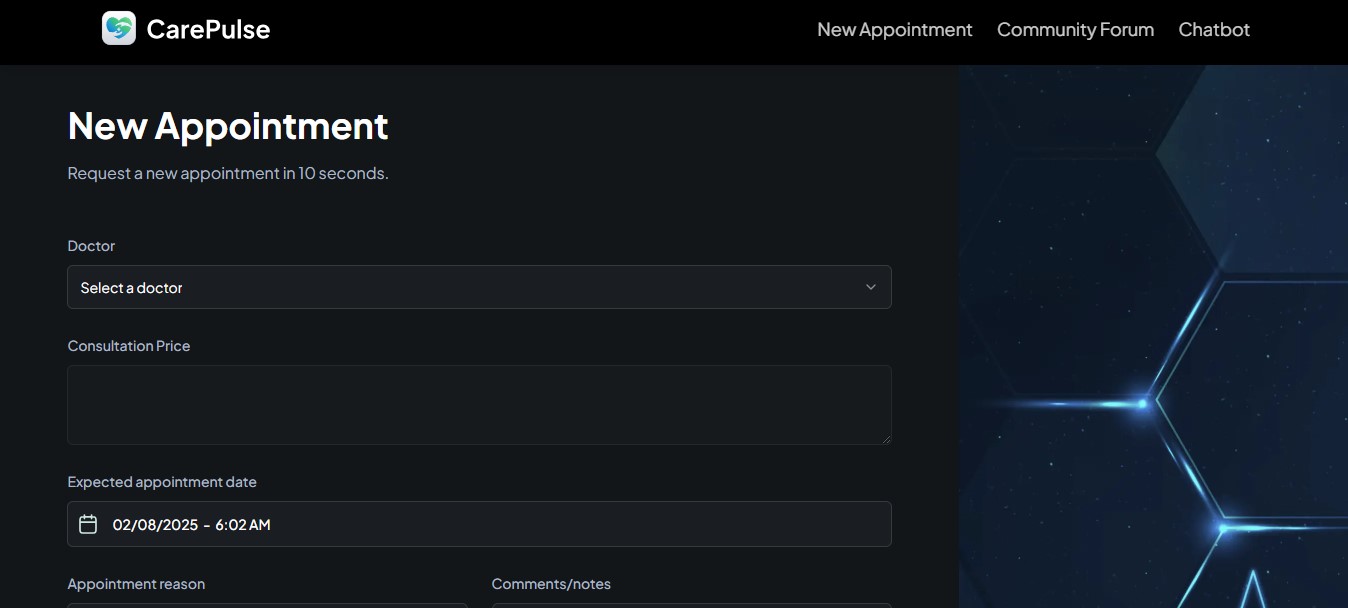 CarePulse
New Appointment Community Forum Chatbot
New Appointment
Request a new appointment in 10 seconds.
Doctor
Select a doctor
Consultation Price
Expected appointment date
02/08/2025 - 6:02 AM
Appointment reason
Comments/notes